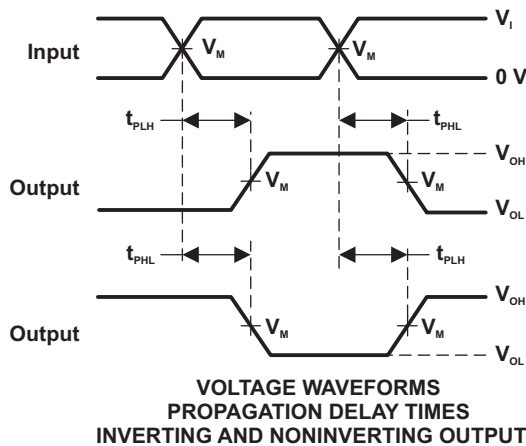 V_I
Input
V_M
V_M
0 V
t_PLH
t_PHL
V_OH
Output
V_M
V_M
V_OL
t_PHL
t_PLH
V_OH
Output
V_M
V_M
V_OL
VOLTAGE WAVEFORMS
PROPAGATION DELAY TIMES
INVERTING AND NONINVERTING OUTPUT